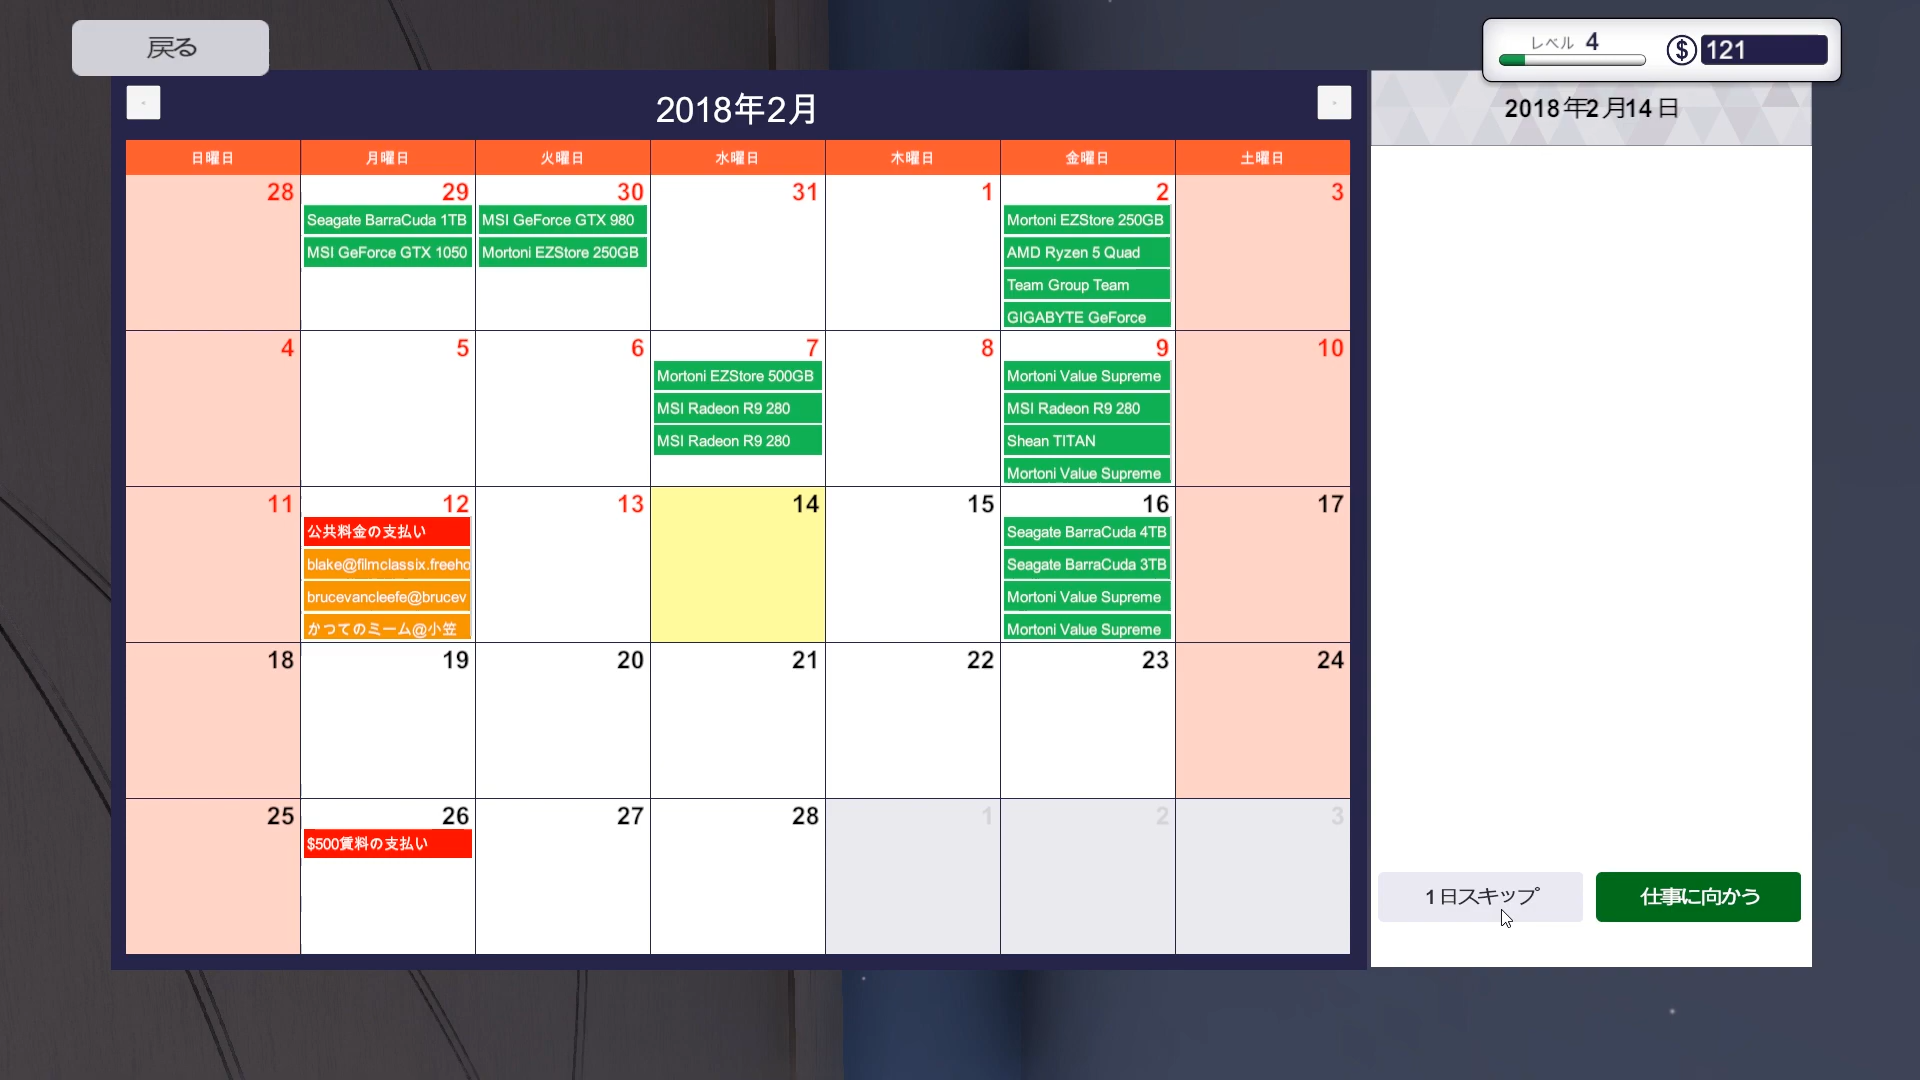 戻る
レベル 4
$ 121
2018年2月
2018年2月14日
日曜日 月曜日 火曜日 水曜日 木曜日 金曜日 土曜日
28 29 30 31 1 2 3
Seagate BarraCuda 1TB
MSI GeForce GTX 1050
MSI GeForce GTX 980
Mortoni EZStore 250GB
Mortoni EZStore 250GB
AMD Ryzen 5 Quad
Team Group Team
GIGABYTE GeForce
4 5 6 7 8 9 10
Mortoni EZStore 500GB
MSI Radeon R9 280
MSI Radeon R9 280
Mortoni Value Supreme
MSI Radeon R9 280
Shean TITAN
Mortoni Value Supreme
11 12 13 14 15 16 17
公共料金の支払い
blake@filmclassix.freeho
brucevancleefe@brucev
かつてのミーム@小笠
Seagate BarraCuda 4TB
Seagate BarraCuda 3TB
Mortoni Value Supreme
Mortoni Value Supreme
18 19 20 21 22 23 24
25 26 27 28 1 2 3
$500賃料の支払い
1日スキップ
仕事に向かう